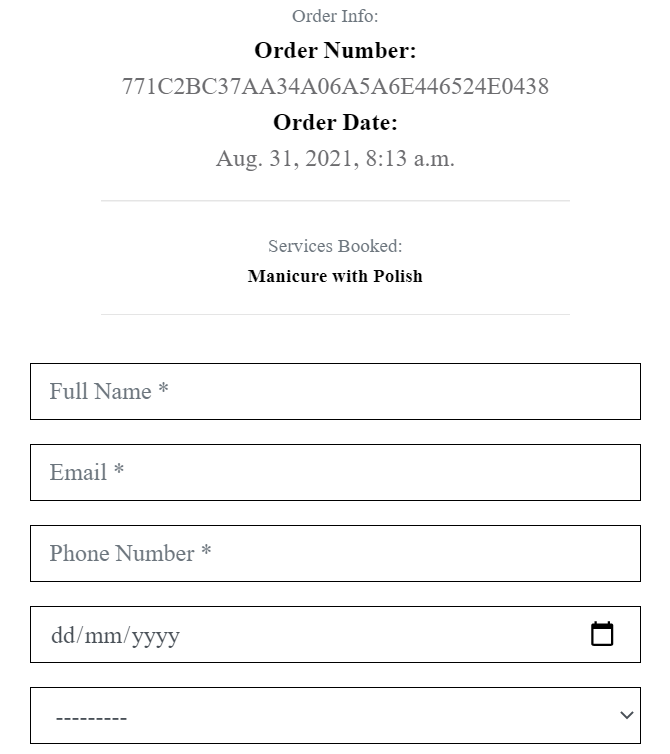 Order Info:
Order Number:
771C2BC37AA34A06A5A6E446524E0438
Order Date:
Aug. 31, 2021, 8:13 a.m.
Services Booked:
Manicure with Polish
Full Name *
Email *
Phone Number *
dd/mm/yyyy
---------